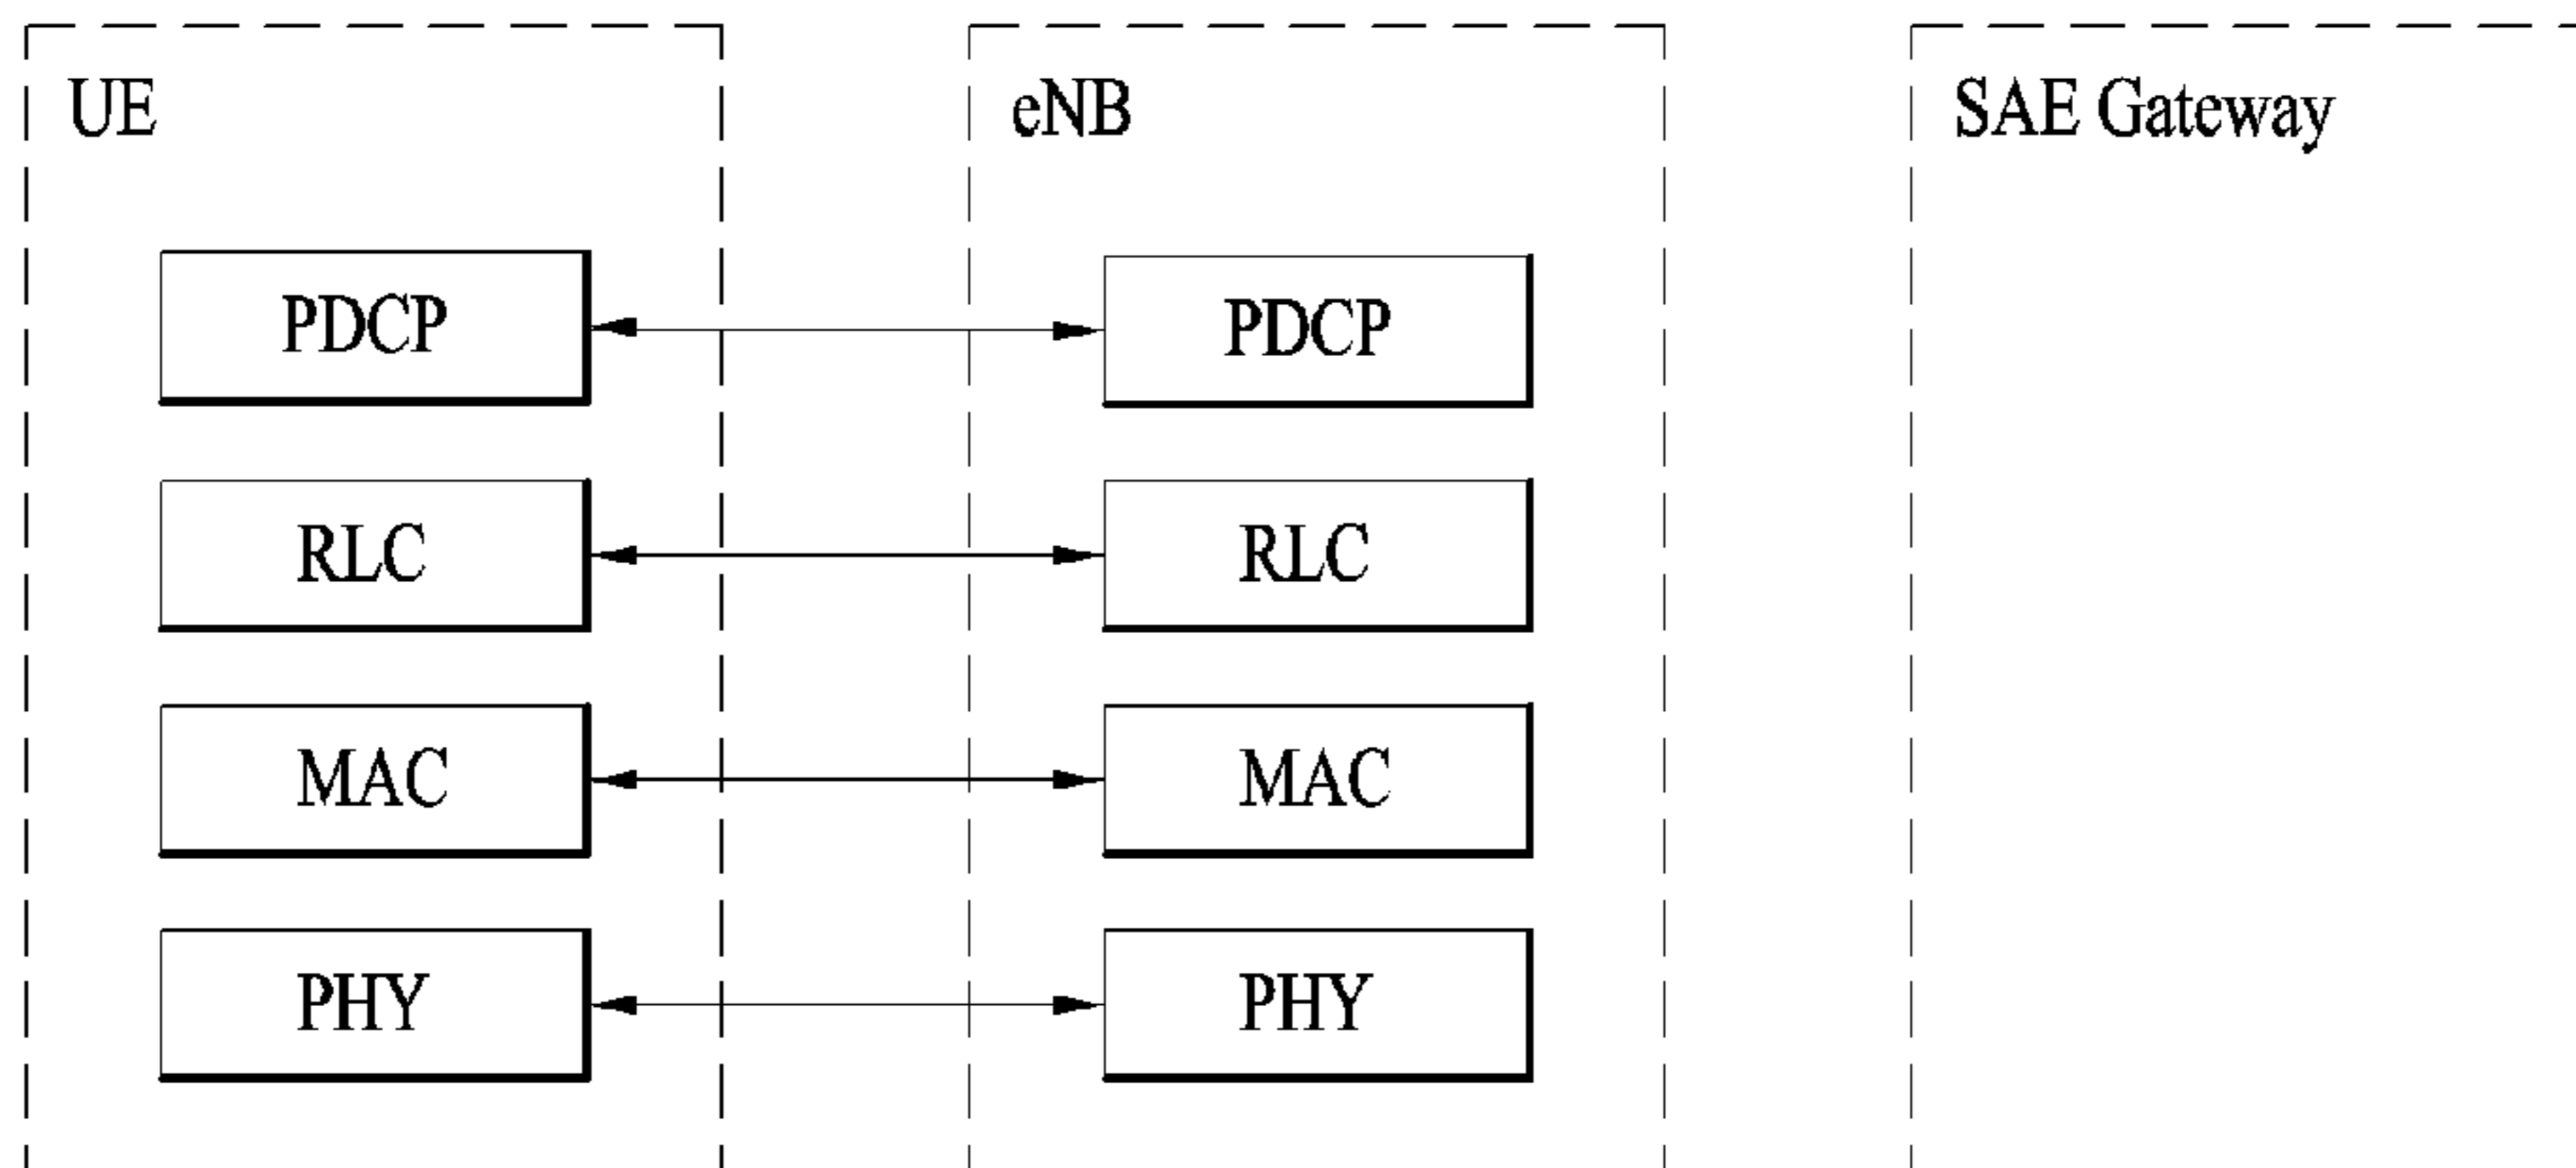 UE
eNB
SAE Gateway
PDCP
PDCP
RLC
RLC
MAC
MAC
PHY
PHY